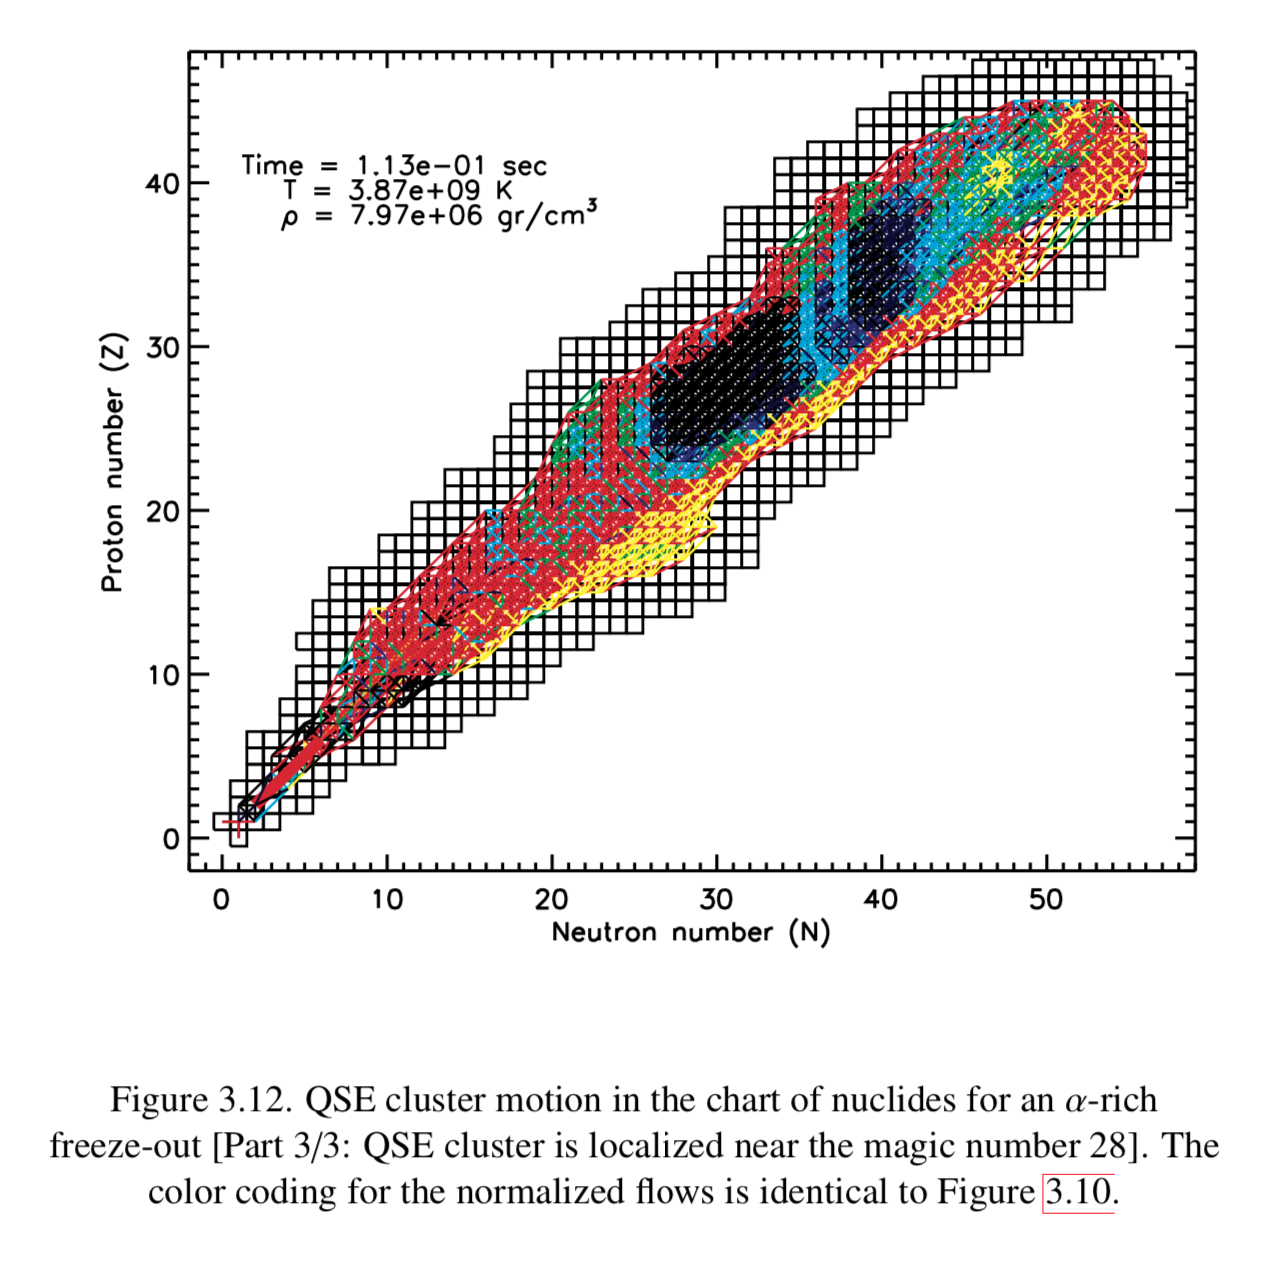 Time = 1.13e−01 sec
T = 3.87e+09 K
ρ = 7.97e+06 gr/cm³
40
30
20
10
0
Proton number (Z)
0 10 20 30 40 50
Neutron number (N)
Figure 3.12. QSE cluster motion in the chart of nuclides for an α-rich
freeze-out [Part 3/3: QSE cluster is localized near the magic number 28]. The
color coding for the normalized flows is identical to Figure 3.10.